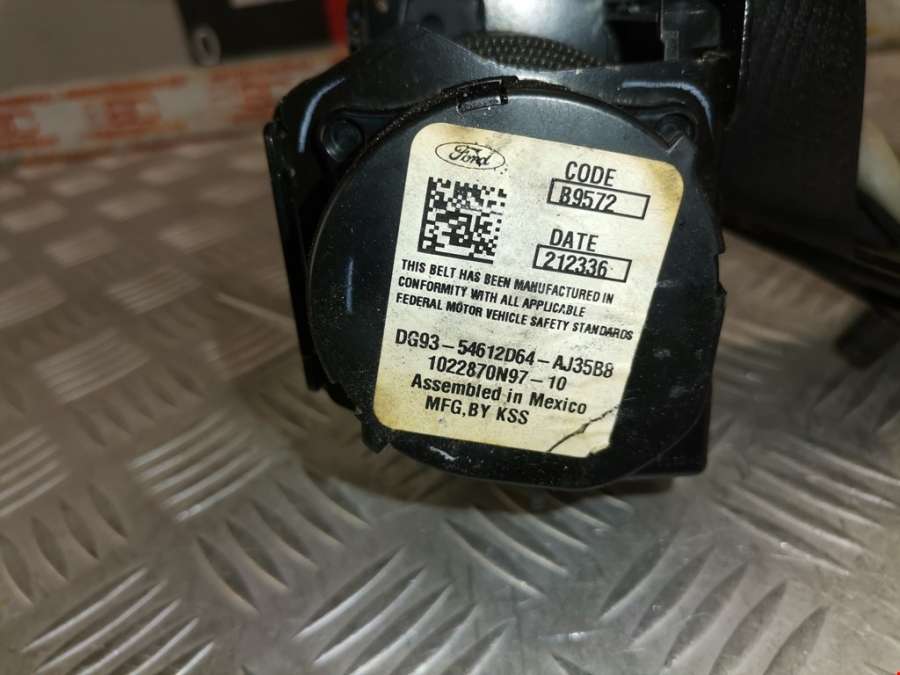 Ford
CODE
B9572
DATE
212336
THIS BELT HAS BEEN MANUFACTURED IN
CONFORMITY WITH ALL APPLICABLE
FEDERAL MOTOR VEHICLE SAFETY STANDARDS
DG93-54612D64-AJ35B8
1022870N97-10
Assembled in Mexico
MFG,BY KSS